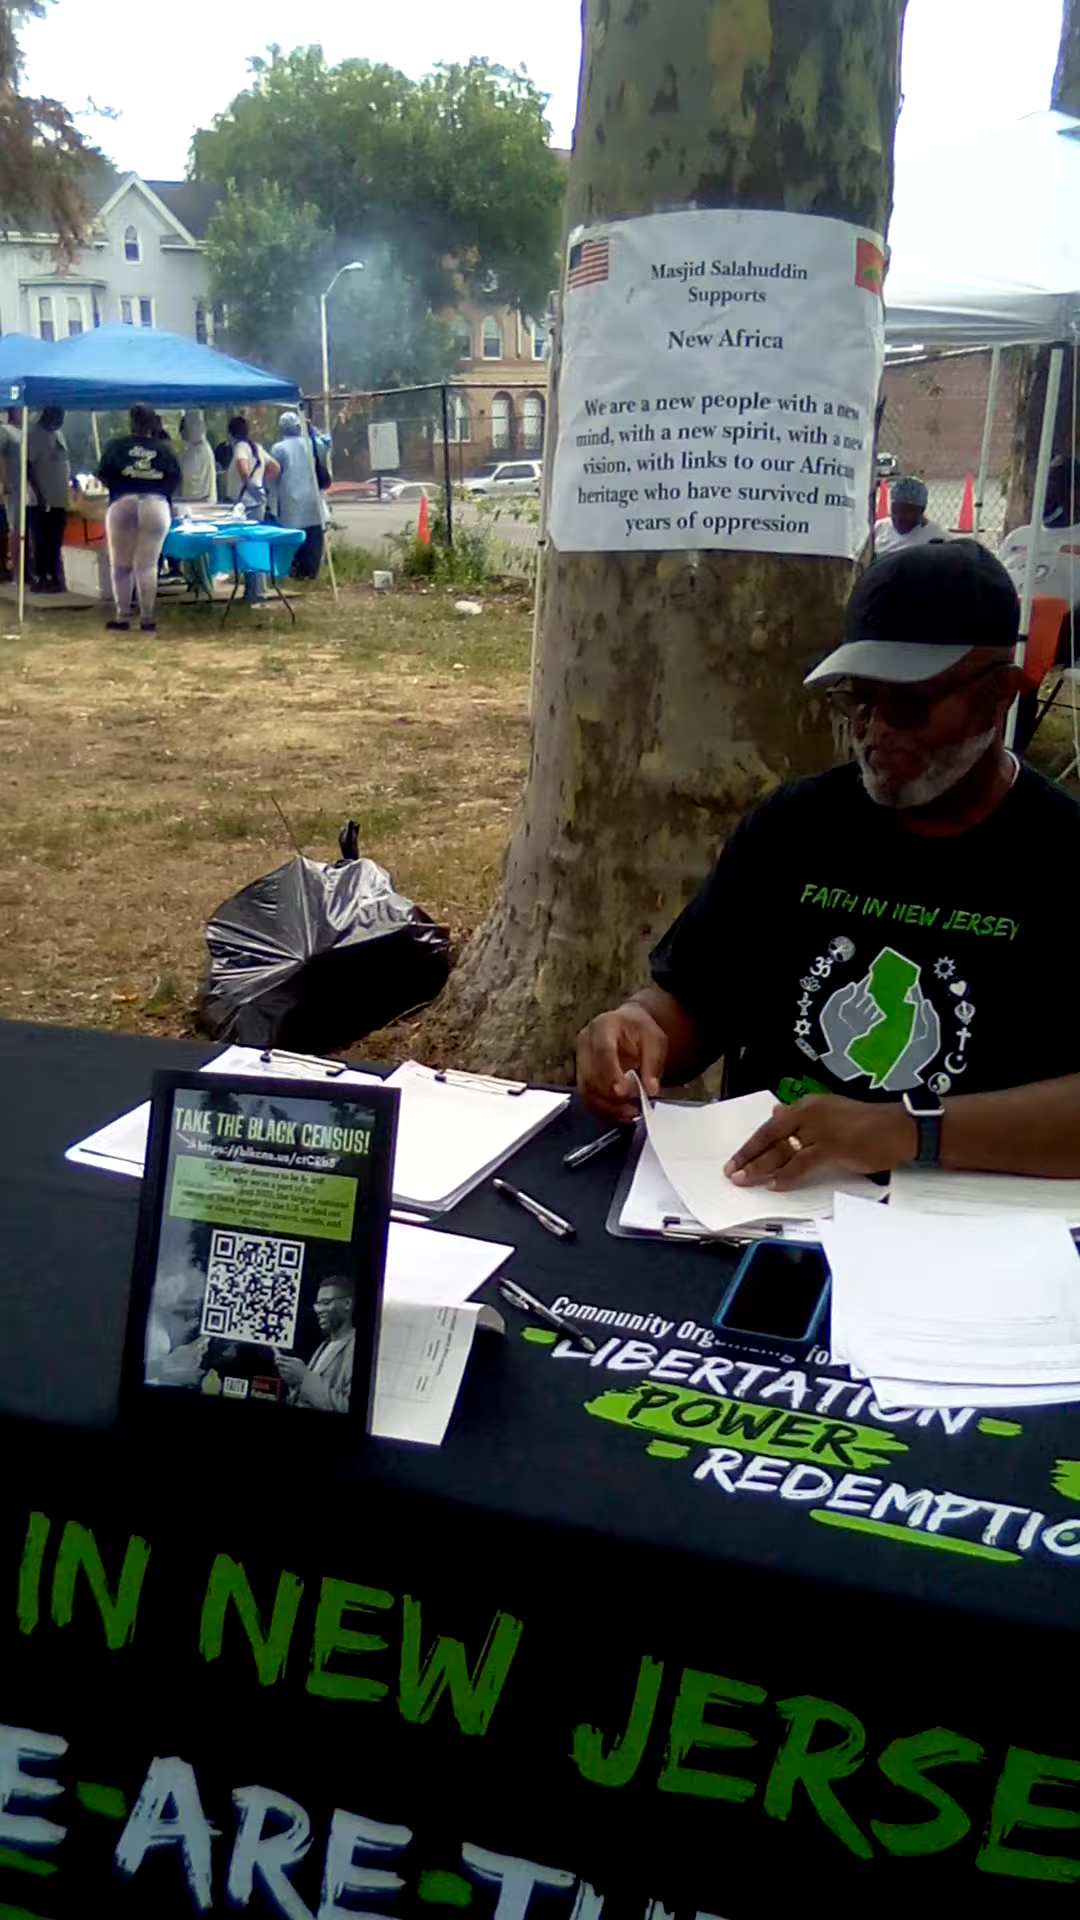 Masjid Salahuddin
Supports
New Africa
We are a new people with a new
mind, with a new spirit, with a new
vision, with links to our African
heritage who have survived
years of oppression
FAITH IN NEW JERSEY
TAKE THE BLACK CENSUS!
FAITH
Community Org
for
LIBERTATION
POWER
REDEMPTIO
IN NEW JERSE
ARE